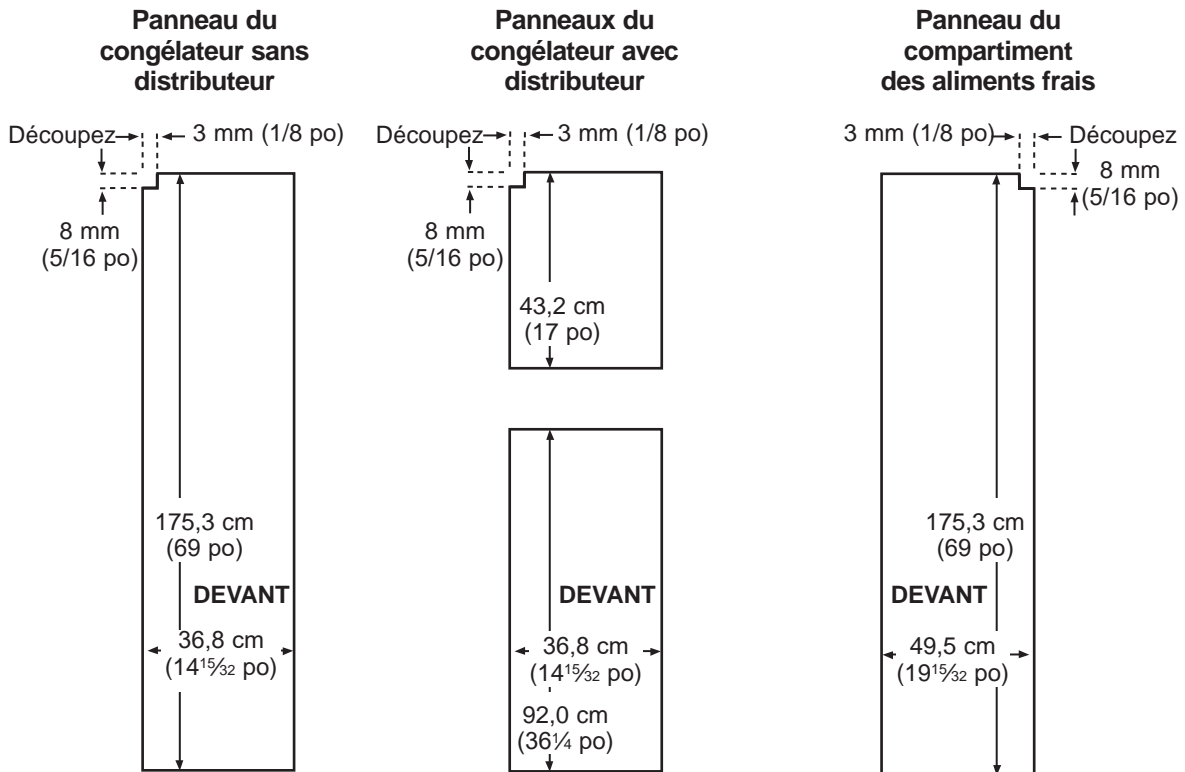 Panneau du
congélateur sans
distributeur
Découpez
3 mm (1/8 po)
8 mm
(5/16 po)
175,3 cm
(69 po)
DEVANT
36,8 cm
(14 15/32 po)
Panneaux du
congélateur avec
distributeur
Découpez
3 mm (1/8 po)
8 mm
(5/16 po)
43,2 cm
(17 po)
DEVANT
36,8 cm
(14 15/32 po)
92,0 cm
(36 1/4 po)
Panneau du
compartiment
des aliments frais
3 mm (1/8 po)
Découpez
8 mm
(5/16 po)
175,3 cm
(69 po)
DEVANT
49,5 cm
(19 15/32 po)